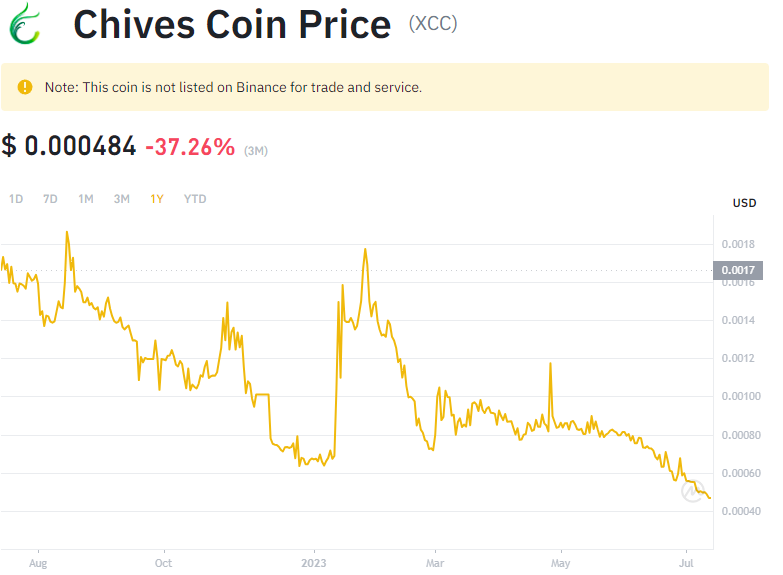 Chives Coin Price (XCC)
Note: This coin is not listed on Binance for trade and service.
$ 0.000484 -37.26% (3M)
1D 7D 1M 3M 1Y YTD
USD
0.0018
0.0017
0.0016
0.0014
0.0012
0.00100
0.00080
0.00060
0.00040
Aug Oct 2023 Mar May Jul